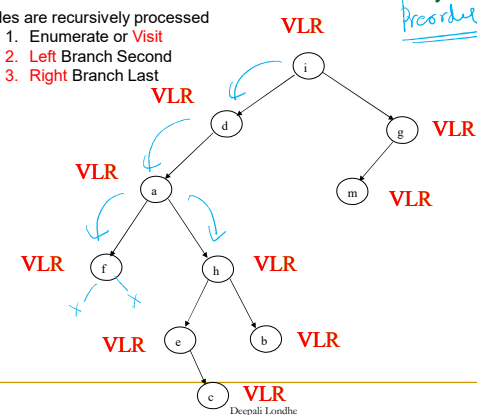 les are recursively processed
1. Enumerate or Visit
2. Left Branch Second
3. Right Branch Last
Preorder
VLR
i
VLR
d
g
VLR
VLR
a
m
VLR
VLR
f
h
VLR
VLR
e
b
VLR
c
VLR
Deepali Londhe